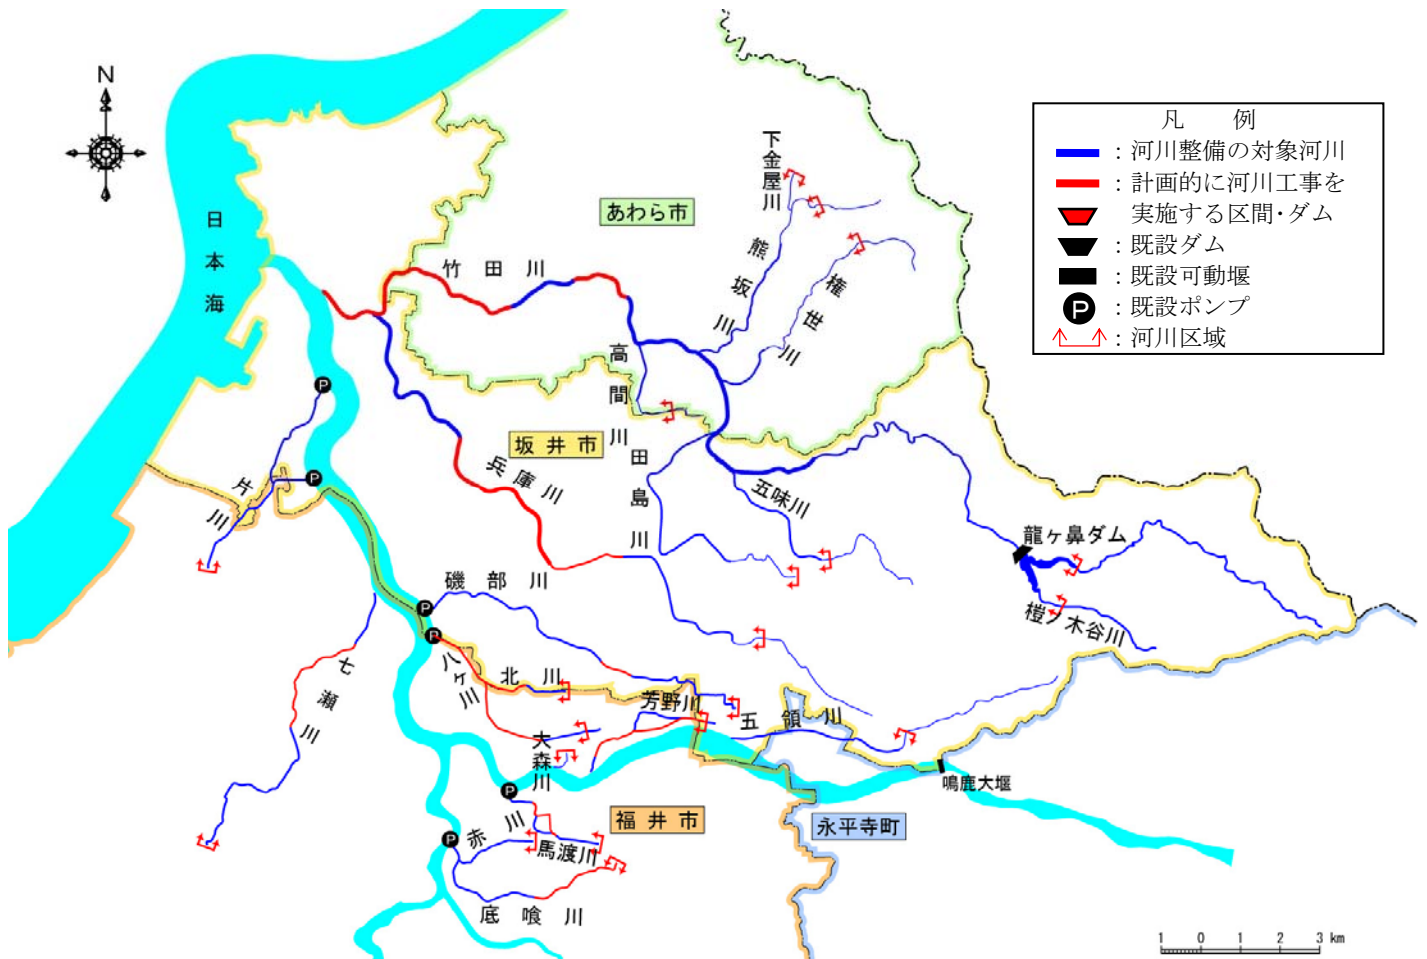 N
日本海
あわら市
坂井市
福井市
永平寺町
凡 例
：河川整備の対象河川
：計画的に河川工事を
実施する区間･ダム
：既設ダム
：既設可動堰
P：既設ポンプ
：河川区域
下金屋川
熊坂川
権世川
竹田川
高間川
田島川
兵庫川
五味川
龍ヶ鼻ダム
榿ノ木谷川
片川
P
P
磯部川
P
P
八ヶ川
北川
七瀬川
芳野川
五領川
大森川
鳴鹿大堰
P
赤川
P
馬渡川
底喰川
1 0 1 2 3 km